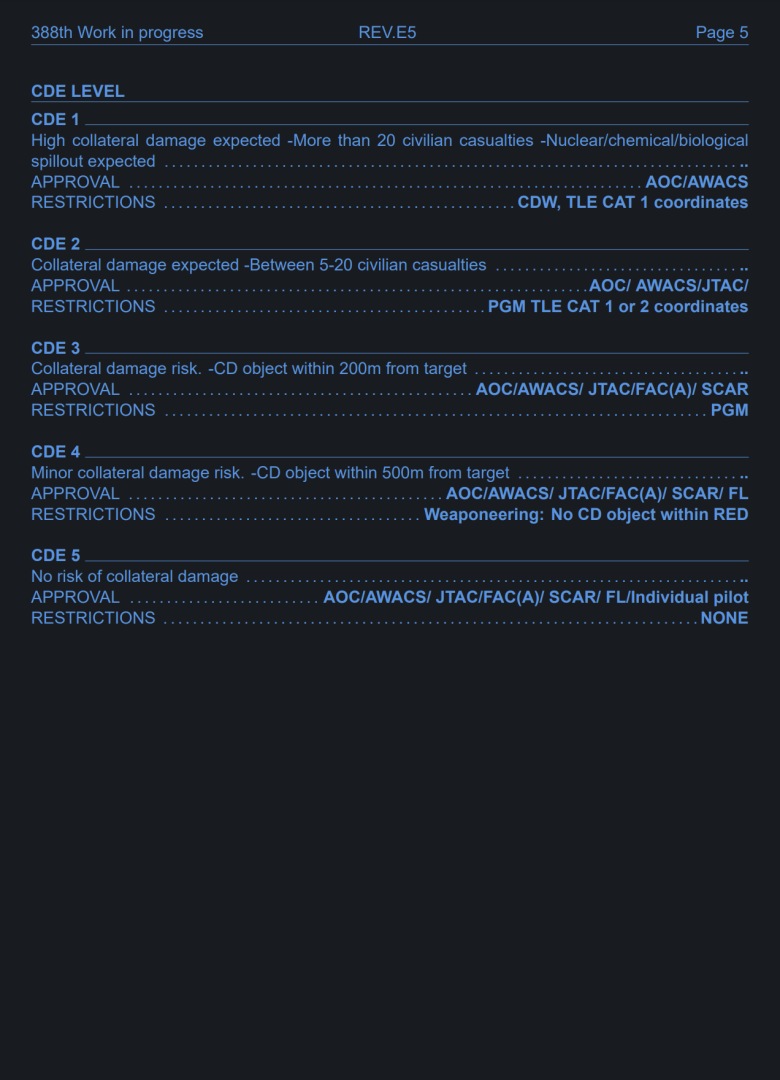 388th Work in progress REV.E5 Page 5
CDE LEVEL
CDE 1
High collateral damage expected -More than 20 civilian casualties -Nuclear/chemical/biological
spillout expected ..
APPROVAL AOC/AWACS
RESTRICTIONS CDW, TLE CAT 1 coordinates
CDE 2
Collateral damage expected -Between 5-20 civilian casualties ..
APPROVAL AOC/ AWACS/JTAC/
RESTRICTIONS PGM TLE CAT 1 or 2 coordinates
CDE 3
Collateral damage risk. -CD object within 200m from target ..
APPROVAL AOC/AWACS/ JTAC/FAC(A)/ SCAR
RESTRICTIONS PGM
CDE 4
Minor collateral damage risk. -CD object within 500m from target ..
APPROVAL AOC/AWACS/ JTAC/FAC(A)/ SCAR/ FL
RESTRICTIONS Weaponeering: No CD object within RED
CDE 5
No risk of collateral damage ..
APPROVAL AOC/AWACS/ JTAC/FAC(A)/ SCAR/ FL/Individual pilot
RESTRICTIONS NONE